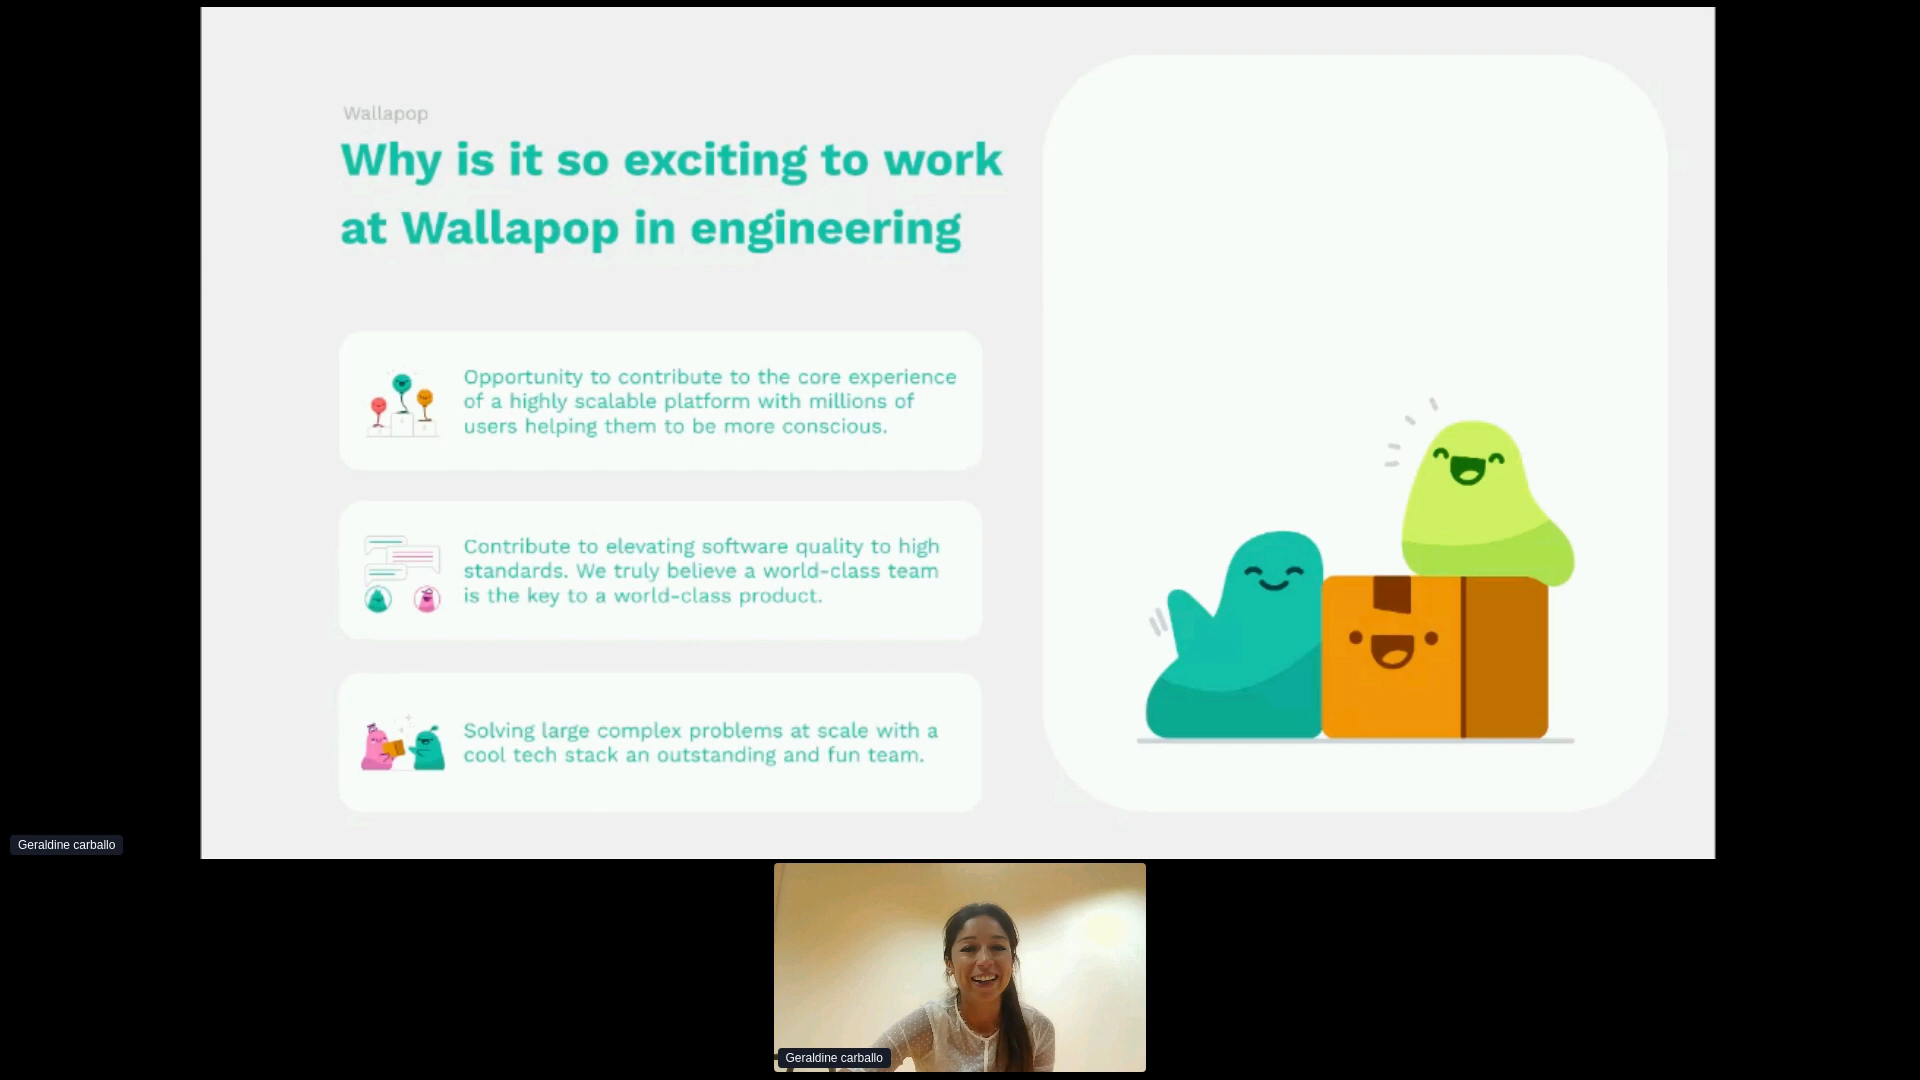 Wallapop
Why is it so exciting to work
at Wallapop in engineering
Opportunity to contribute to the core experience
of a highly scalable platform with millions of
users helping them to be more conscious.
Contribute to elevating software quality to high
standards. We truly believe a world-class team
is the key to a world-class product.
Solving large complex problems at scale with a
cool tech stack an outstanding and fun team.
Geraldine carballo
Geraldine carballo